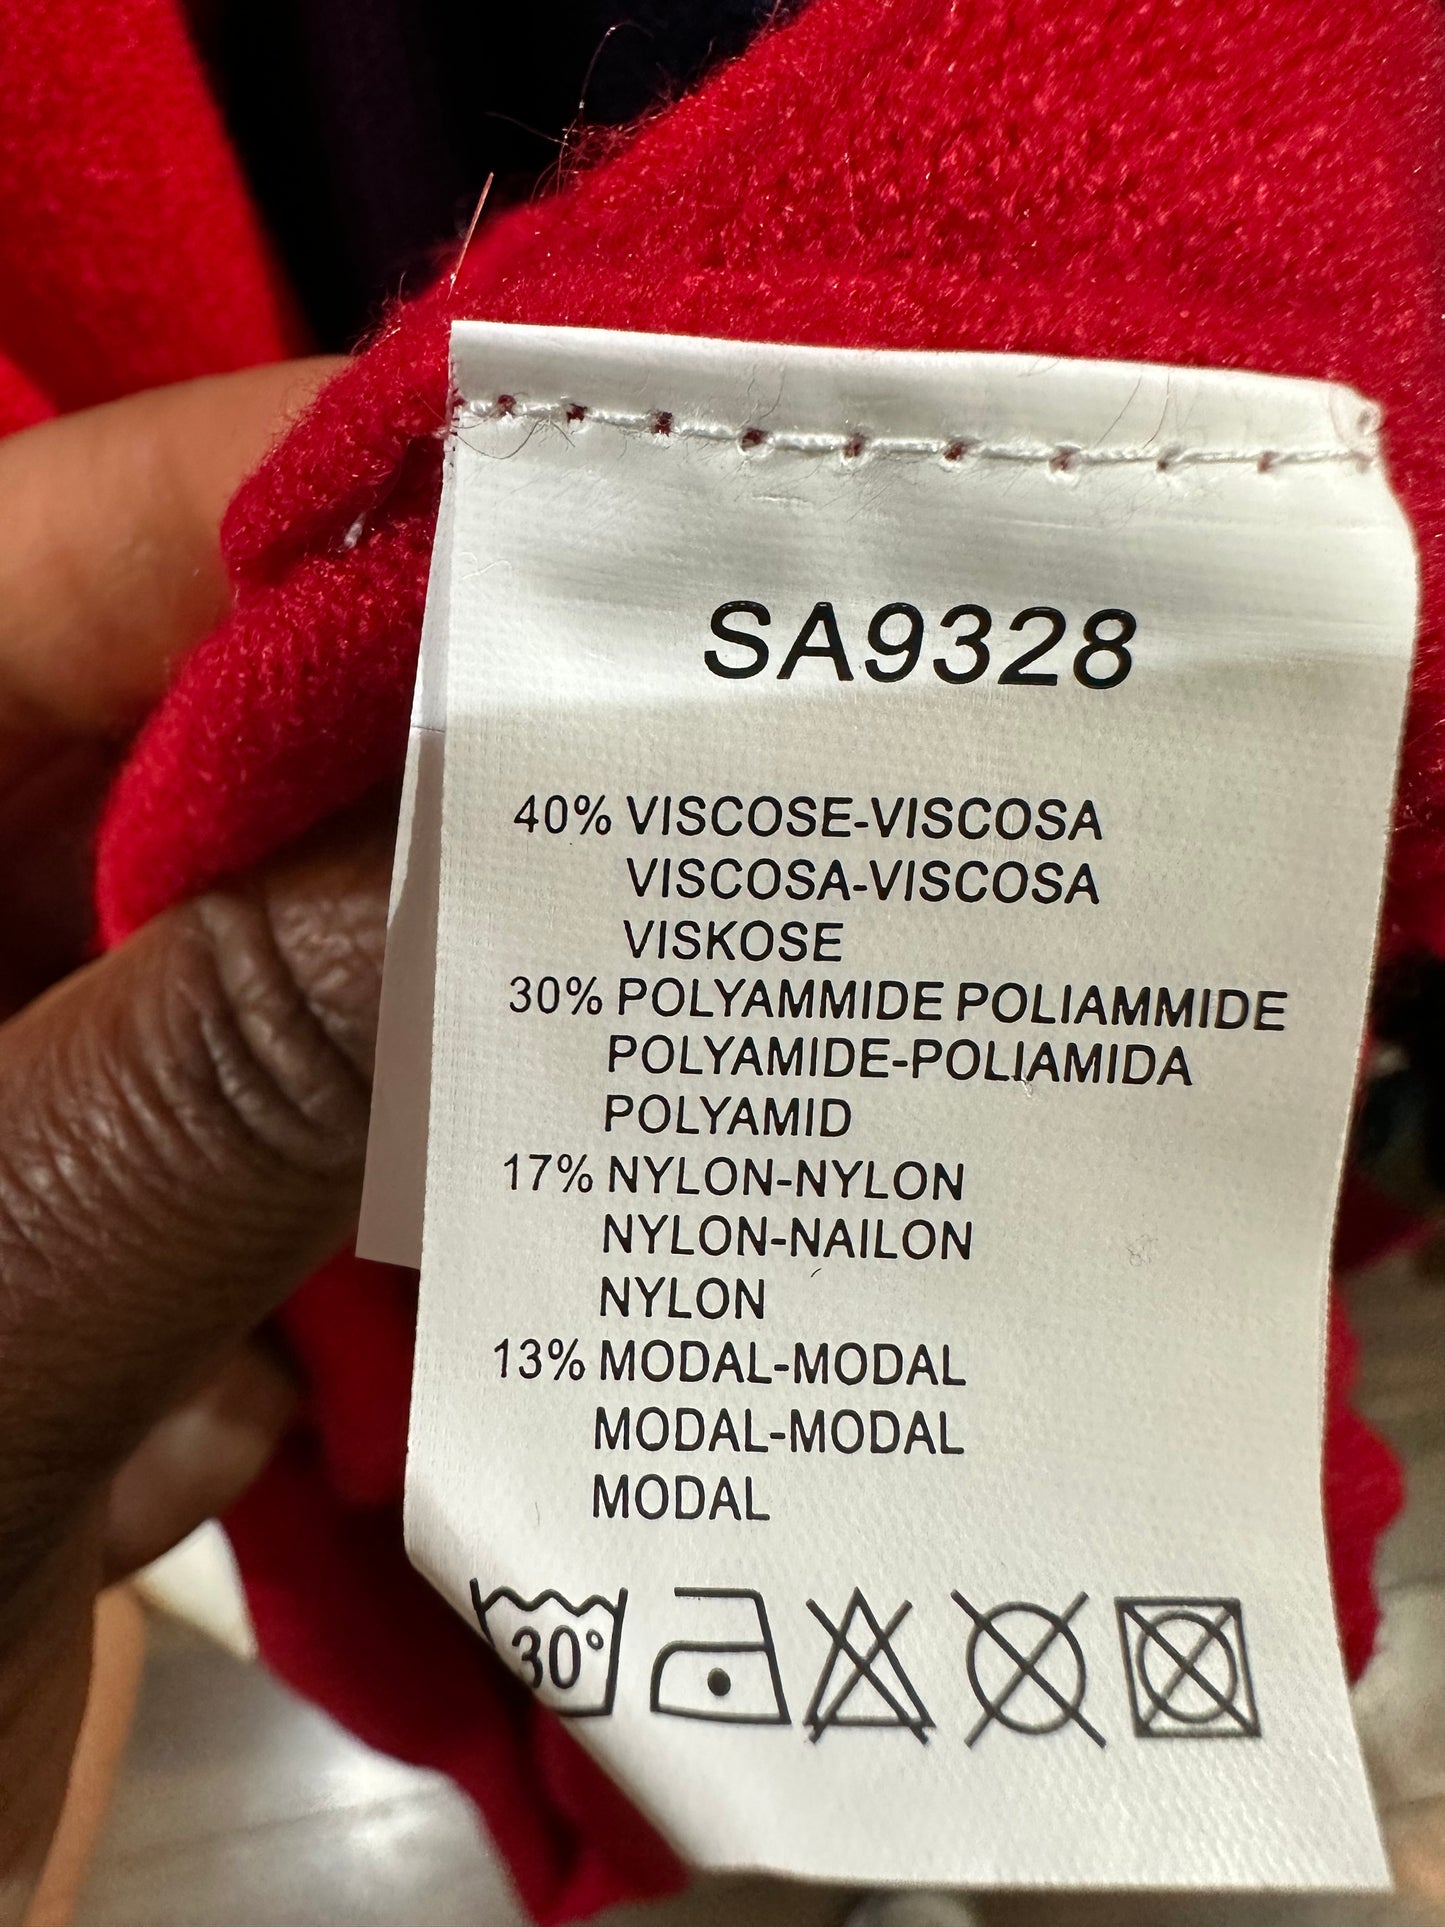 SA9328
40% VISCOSE-VISCOSA
VISCOSA-VISCOSA
VISKOSE
30% POLYAMMIDE POLIAMMIDE
POLYAMIDE-POLIAMIDA
POLYAMID
17% NYLON-NYLON
NYLON-NAILON
NYLON
13% MODAL-MODAL
MODAL-MODAL
MODAL
30°